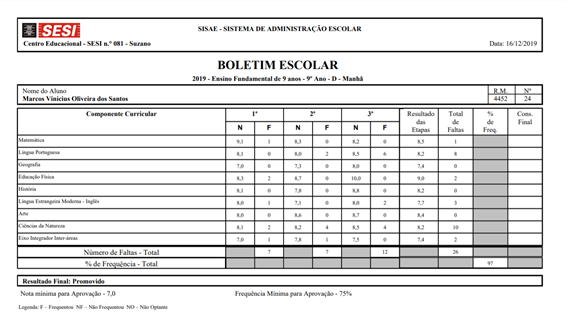 SESI
SISAE - SISTEMA DE ADMINISTRAÇÃO ESCOLAR
Centro Educacional - SESI n.º 081 - Suzano Data: 16/12/2019
BOLETIM ESCOLAR
2019 - Ensino Fundamental de 9 anos - 9º Ano - D - Manhã
Nome do Aluno R.M. Nº
Marcos Vinicius Oliveira dos Santos 4452 24
Componente Curricular 1ª 2ª 3ª Resultado das Etapas Total de Faltas % de Freq. Cons. Final
N F N F N F
Matemática 9,1 1 8,3 0 8,2 0 8,5 1
Língua Portuguesa 8,1 0 8,0 2 8,5 6 8,2 8
Geografia 7,0 0 7,3 0 8,0 0 7,4 0
Educação Física 8,3 2 8,7 0 10,0 0 9,0 2
História 8,1 0 7,8 0 8,8 0 8,2 0
Língua Estrangeira Moderna - Inglês 8,0 1 7,1 0 8,0 2 7,7 3
Arte 8,0 0 8,6 0 8,7 0 8,4 0
Ciências da Natureza 8,1 2 8,2 4 8,5 4 8,2 10
Eixo Integrador Inter-áreas 7,0 1 7,8 1 7,5 0 7,4 2
Número de Faltas - Total 7 7 12 26
% de Frequência - Total 97
Resultado Final: Promovido
Nota mínima para Aprovação - 7,0 Frequência Mínima para Aprovação - 75%
Legenda: F – Frequentou NF – Não Frequentou NO – Não Optante